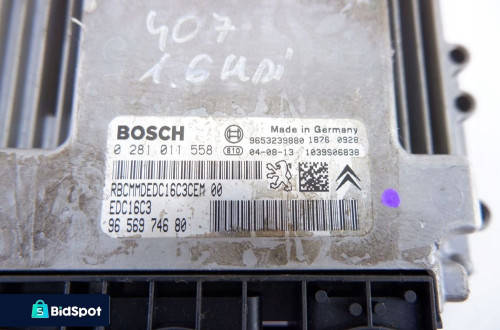 407
1.6 HDi
BOSCH
Made in Germany
0 281 011 558
810
9653239880 1876 0928
04-08-13 1039S06838
RBCMMDEDC16C3CEM 00
EDC16C3
96 569 746 80
S
BidSpot